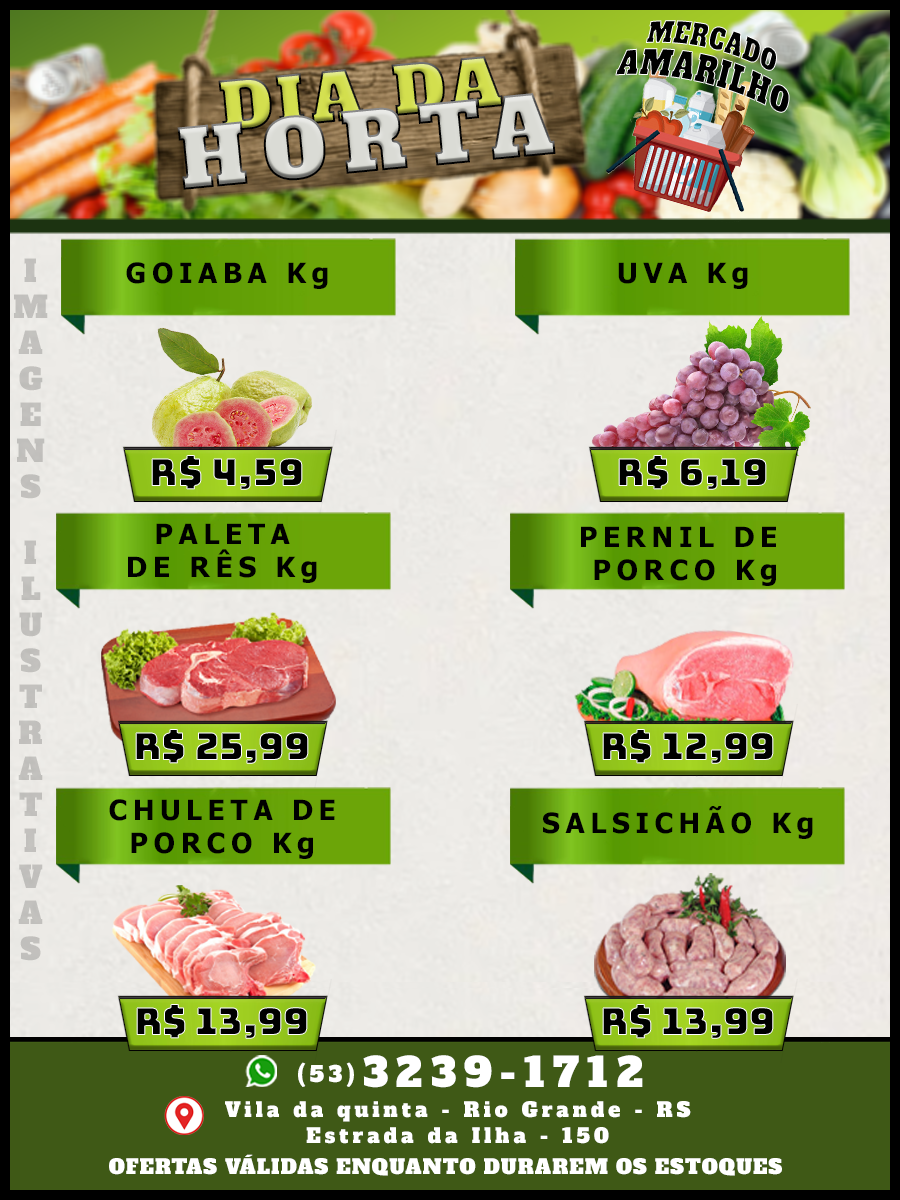 DIA DA
HORTA
MERCADO
AMARILHO
IMAGENS ILUSTRATIVAS
GOIABA Kg
R$ 4,59
UVA Kg
R$ 6,19
PALETA
DE RÊS Kg
R$ 25,99
PERNIL DE
PORCO Kg
R$ 12,99
CHULETA DE
PORCO Kg
R$ 13,99
SALSICHÃO Kg
R$ 13,99
(53) 3239-1712
Vila da quinta - Rio Grande - RS
Estrada da Ilha - 150
OFERTAS VÁLIDAS ENQUANTO DURAREM OS ESTOQUES